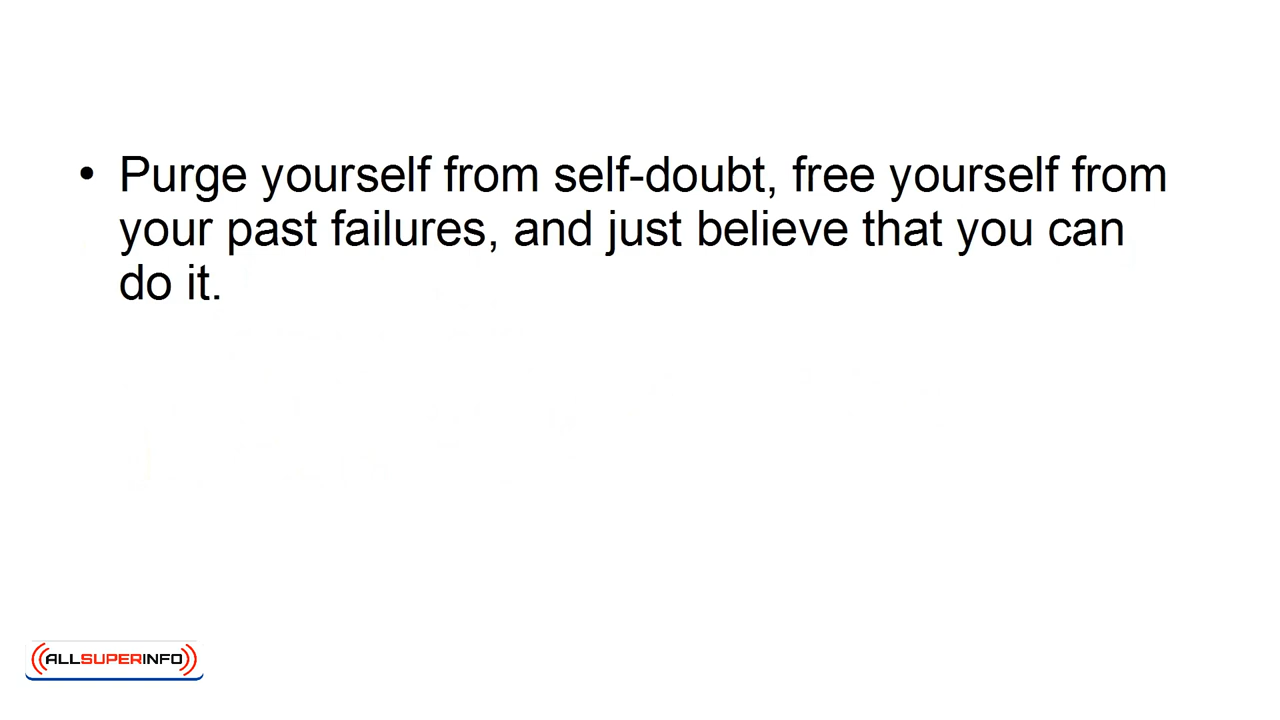 • Purge yourself from self-doubt, free yourself from
your past failures, and just believe that you can
do it.
ALLSUPERINFO